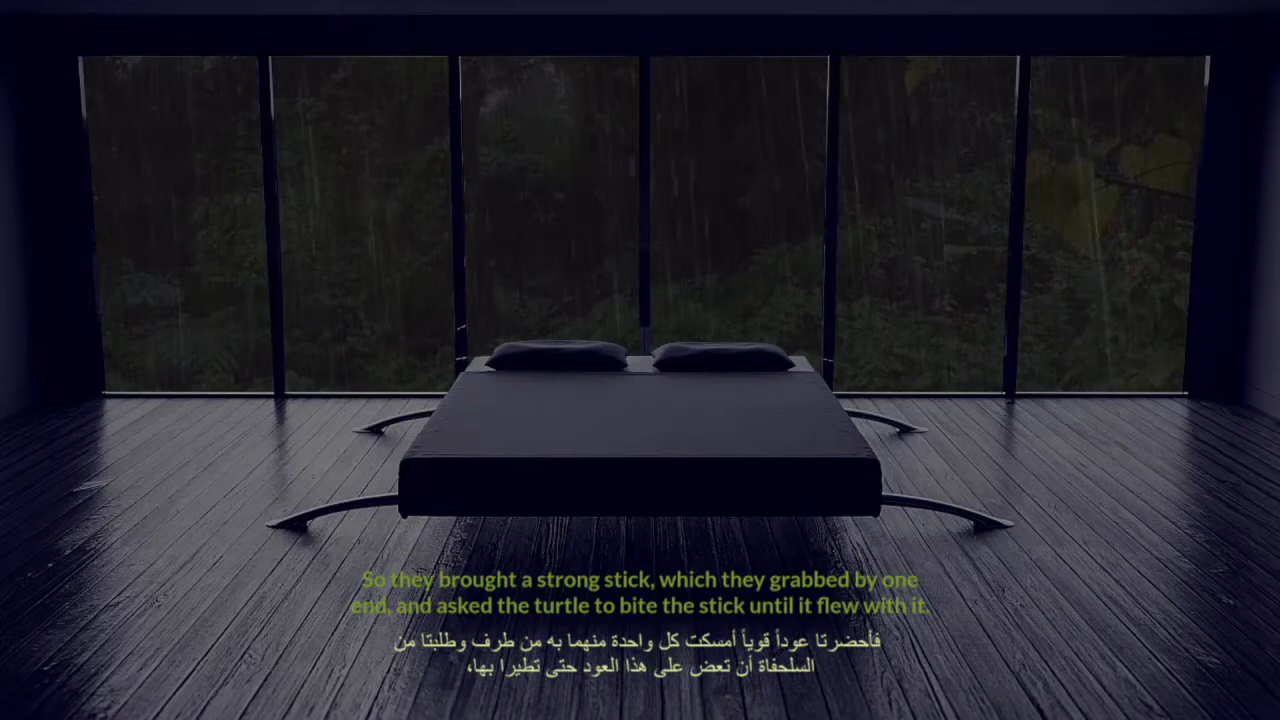 So they brought a strong stick, which they grabbed by one
end, and asked the turtle to bite the stick until it flew with it.
فأحضرتا عوداً قوياً أمسكت كل واحدة منهما به من طرف وطلبتا من
السلحفاة أن تعض على هذا العود حتى تطيرا بها،